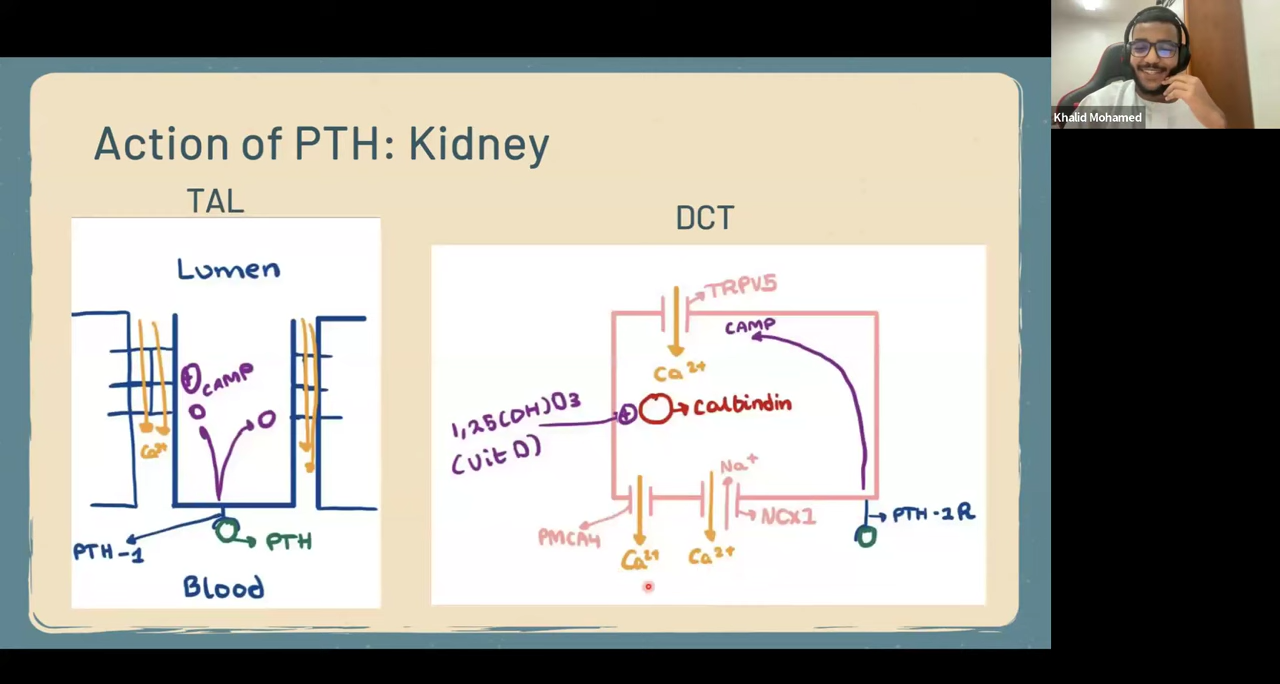 Khalid Mohamed
Action of PTH: Kidney
TAL
Lumen
+
CAMP
Ca²⁺
PTH-1
PTH
Blood
DCT
TRPV5
CAMP
Ca²⁺
1,25(OH)D3
(Vit D)
+
Calbindin
Na⁺
PMCA4
NCX1
PTH-1R
Ca²⁺
Ca²⁺